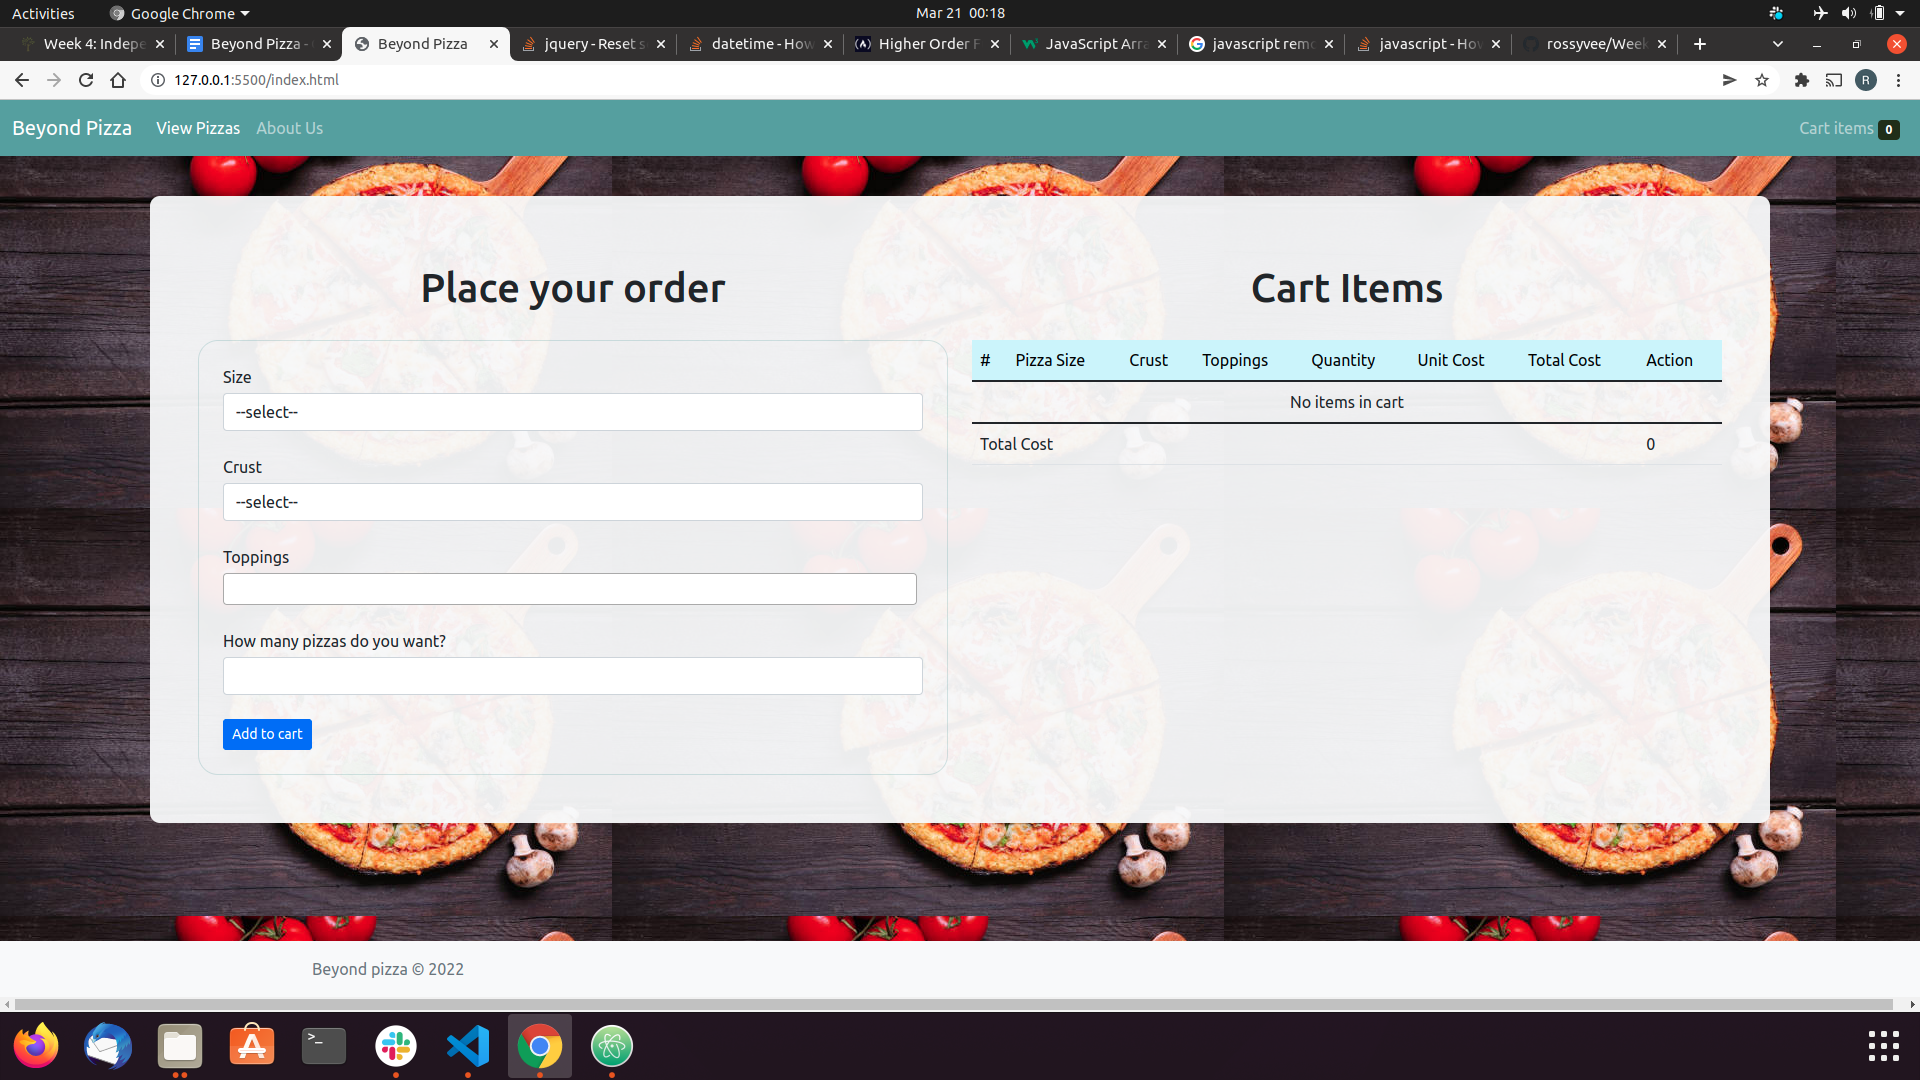 Activities Google Chrome Mar 21 00:18
Week 4: Indepe Beyond Pizza - Beyond Pizza jquery - Reset s datetime - How Higher Order F JavaScript Arra javascript remo javascript - How rossyvee/Week
127.0.0.1:5500/index.html R
Beyond Pizza View Pizzas About Us Cart items 0
Place your order
Size
--select--
Crust
--select--
Toppings
How many pizzas do you want?
Add to cart
Cart Items
# Pizza Size Crust Toppings Quantity Unit Cost Total Cost Action
No items in cart
Total Cost 0
Beyond pizza © 2022